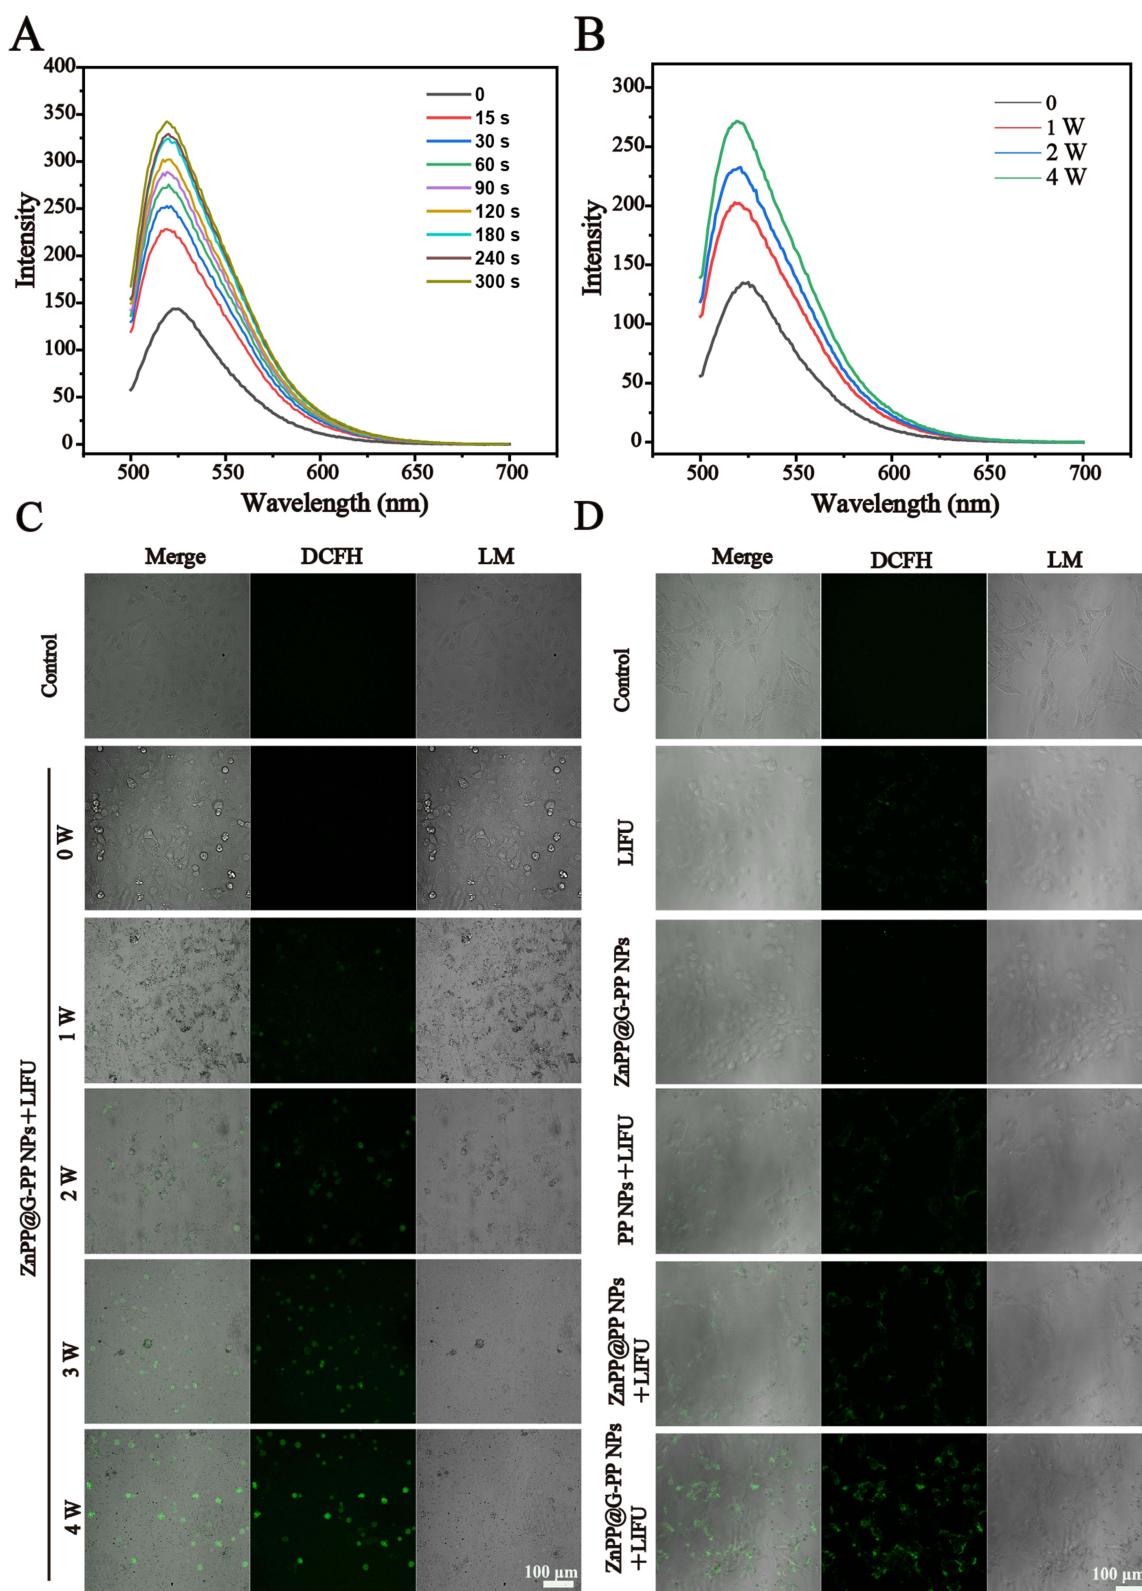 A
400
350
300
250
200
150
100
50
0
Intensity
500 550 600 650 700
Wavelength (nm)
0
15 s
30 s
60 s
90 s
120 s
180 s
240 s
300 s
B
300
250
200
150
100
50
0
Intensity
500 550 600 650 700
Wavelength (nm)
0
1 W
2 W
4 W
C
Merge DCFH LM
Control
ZnPP@G-PP NPs+LIFU
0 W
1 W
2 W
3 W
4 W
100 μm
D
Merge DCFH LM
Control
LIFU
ZnPP@G-PP NPs
PP NPs+LIFU
ZnPP@PP NPs
+LIFU
ZnPP@G-PP NPs
+LIFU
100 μm